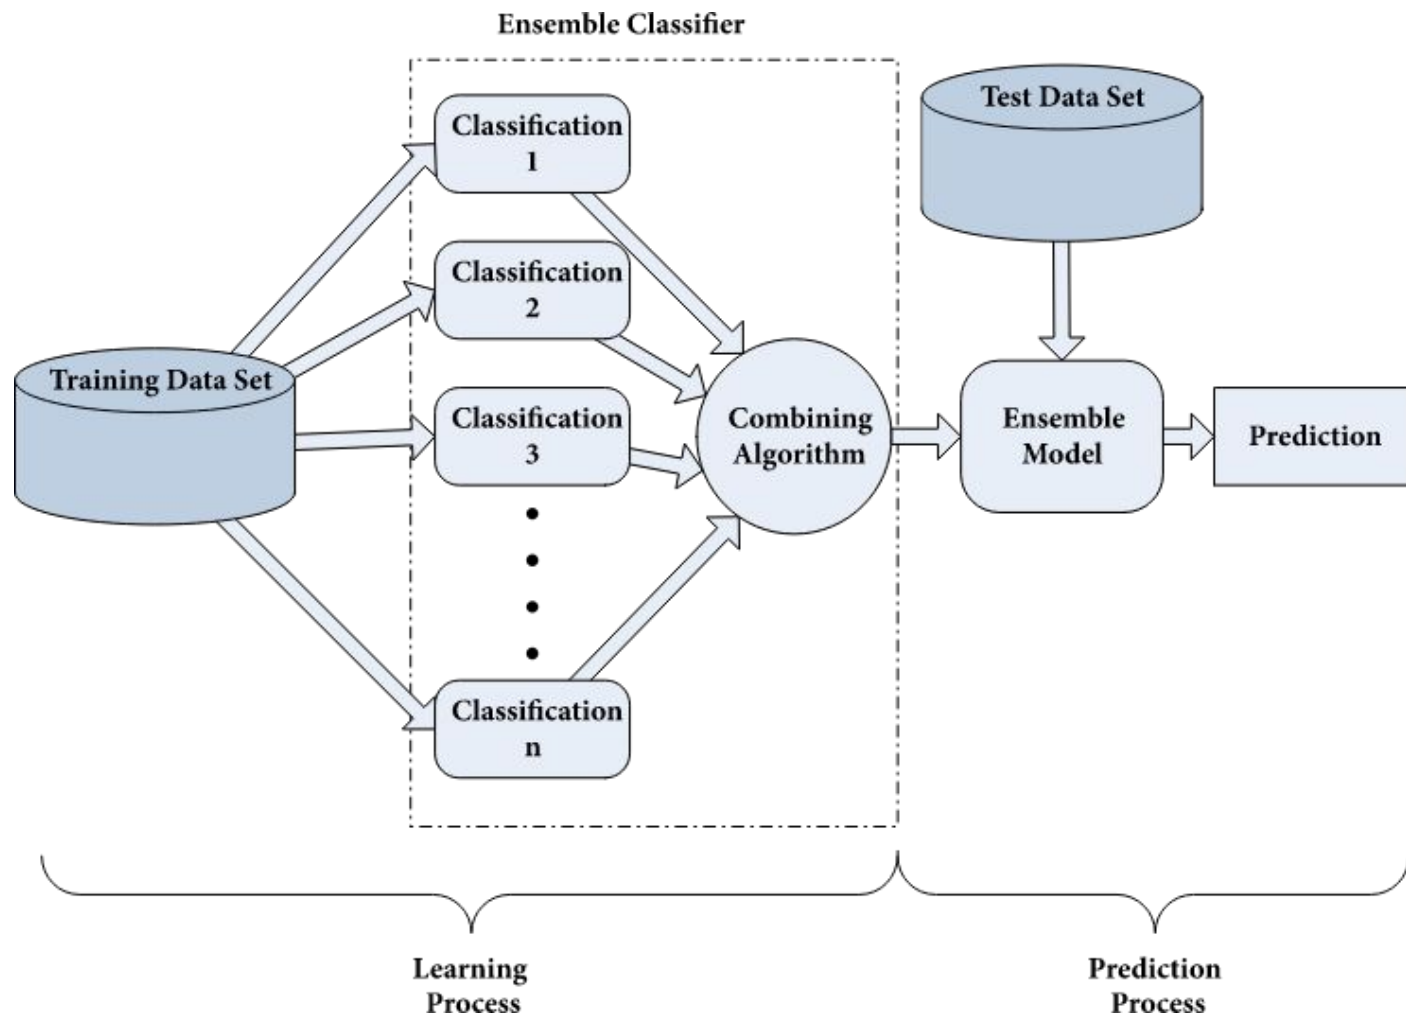 Ensemble Classifier
Classification
1
Classification
2
Classification
3
Classification
n
Training Data Set
Combining
Algorithm
Test Data Set
Ensemble
Model
Prediction
Learning
Process
Prediction
Process